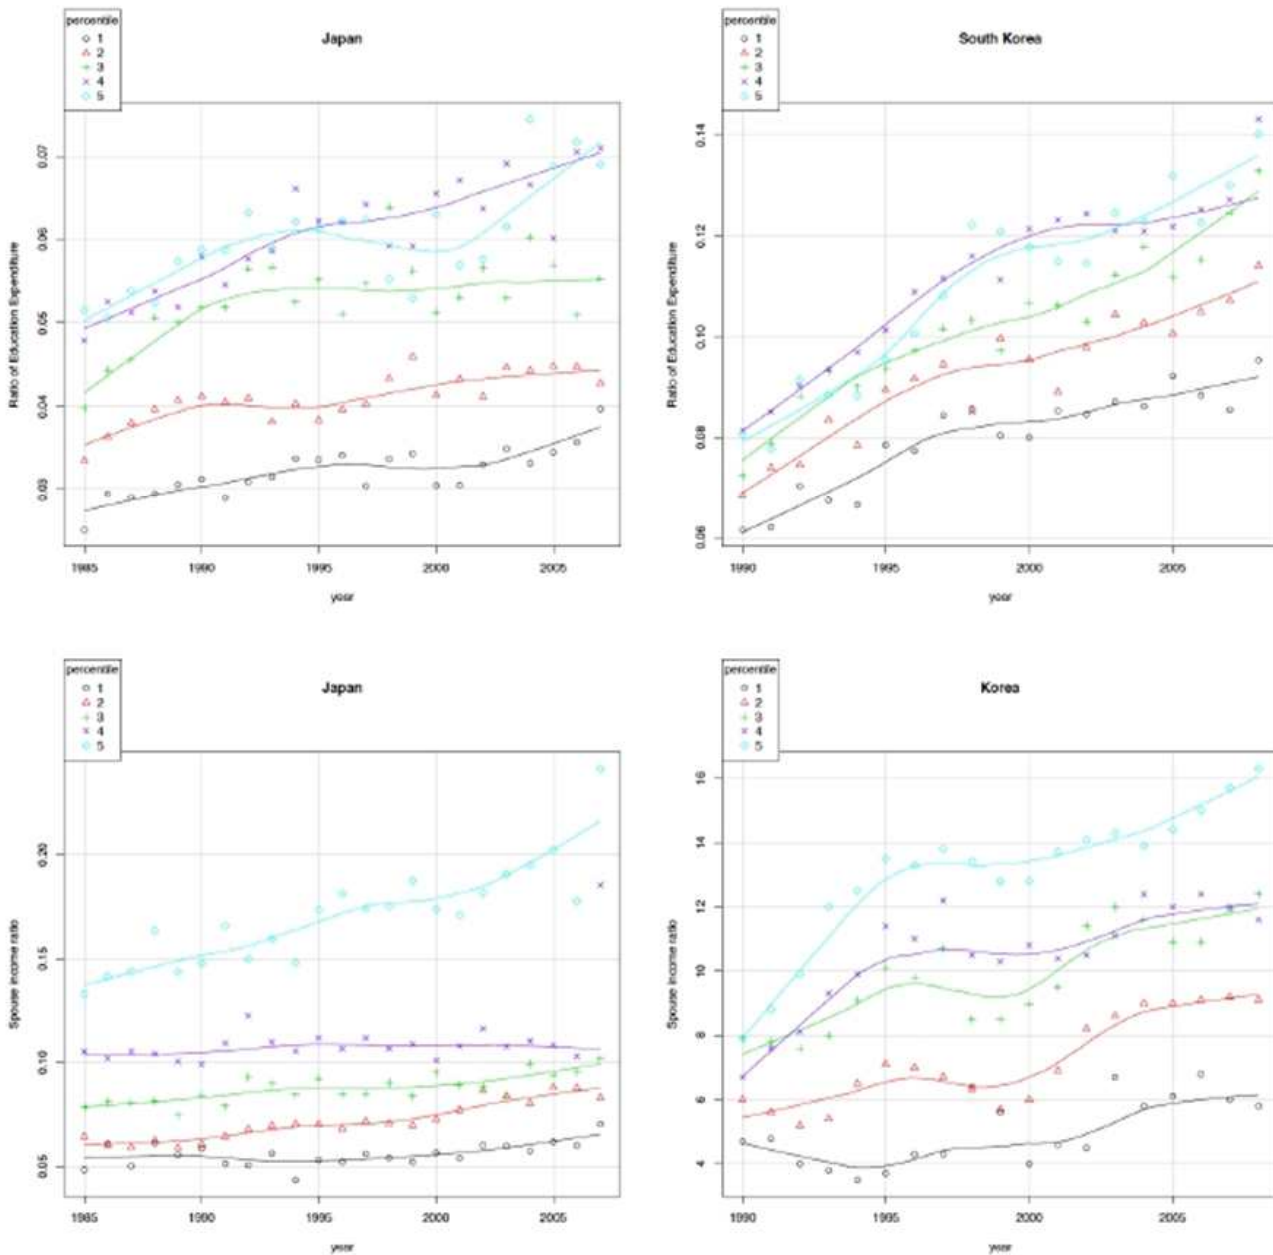 percentile
1
2
3
4
5
Japan
Ratio of Education Expenditure
0.07
0.06
0.05
0.04
0.03
1985 1990 1995 2000 2005
year
percentile
1
2
3
4
5
South Korea
Ratio of Education Expenditure
0.14
0.12
0.10
0.08
0.06
1990 1995 2000 2005
year
percentile
1
2
3
4
5
Japan
Spouse income ratio
0.20
0.15
0.10
0.05
1985 1990 1995 2000 2005
year
percentile
1
2
3
4
5
Korea
Spouse income ratio
16
14
12
10
8
6
4
1990 1995 2000 2005
year